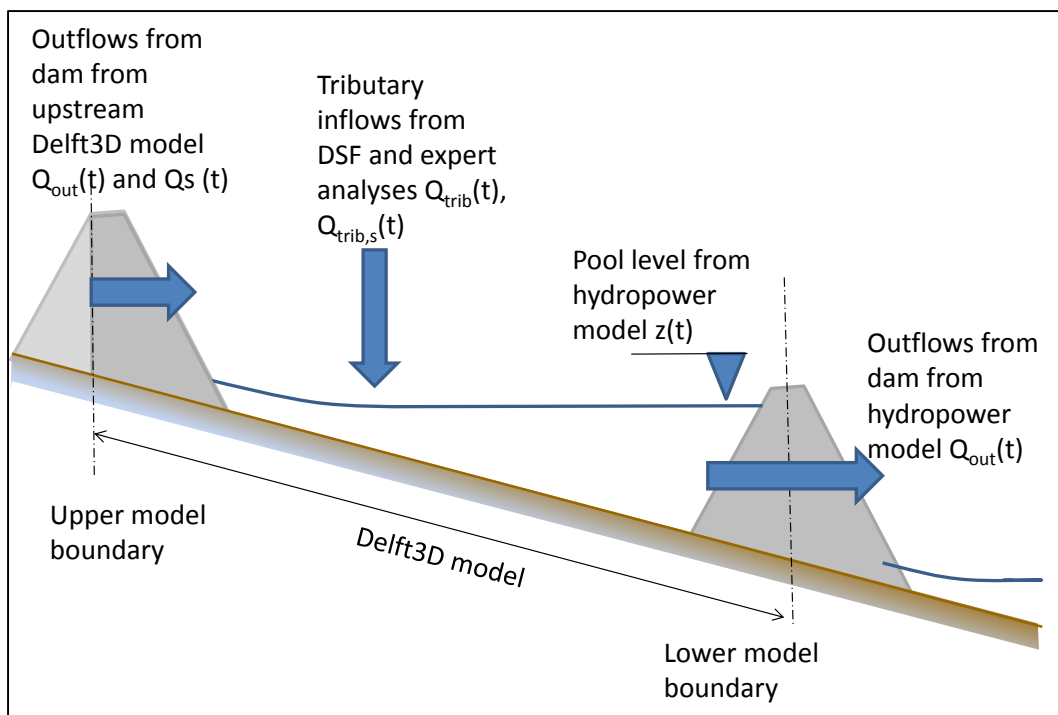 Outflows from
dam from
upstream
Delft3D model
Qout(t) and Qs (t)
Tributary
inflows from
DSF and expert
analyses Qtrib(t),
Qtrib,s(t)
Pool level from
hydropower
model z(t)
Outflows from
dam from
hydropower
model Qout(t)
Upper model
boundary
Delft3D model
Lower model
boundary